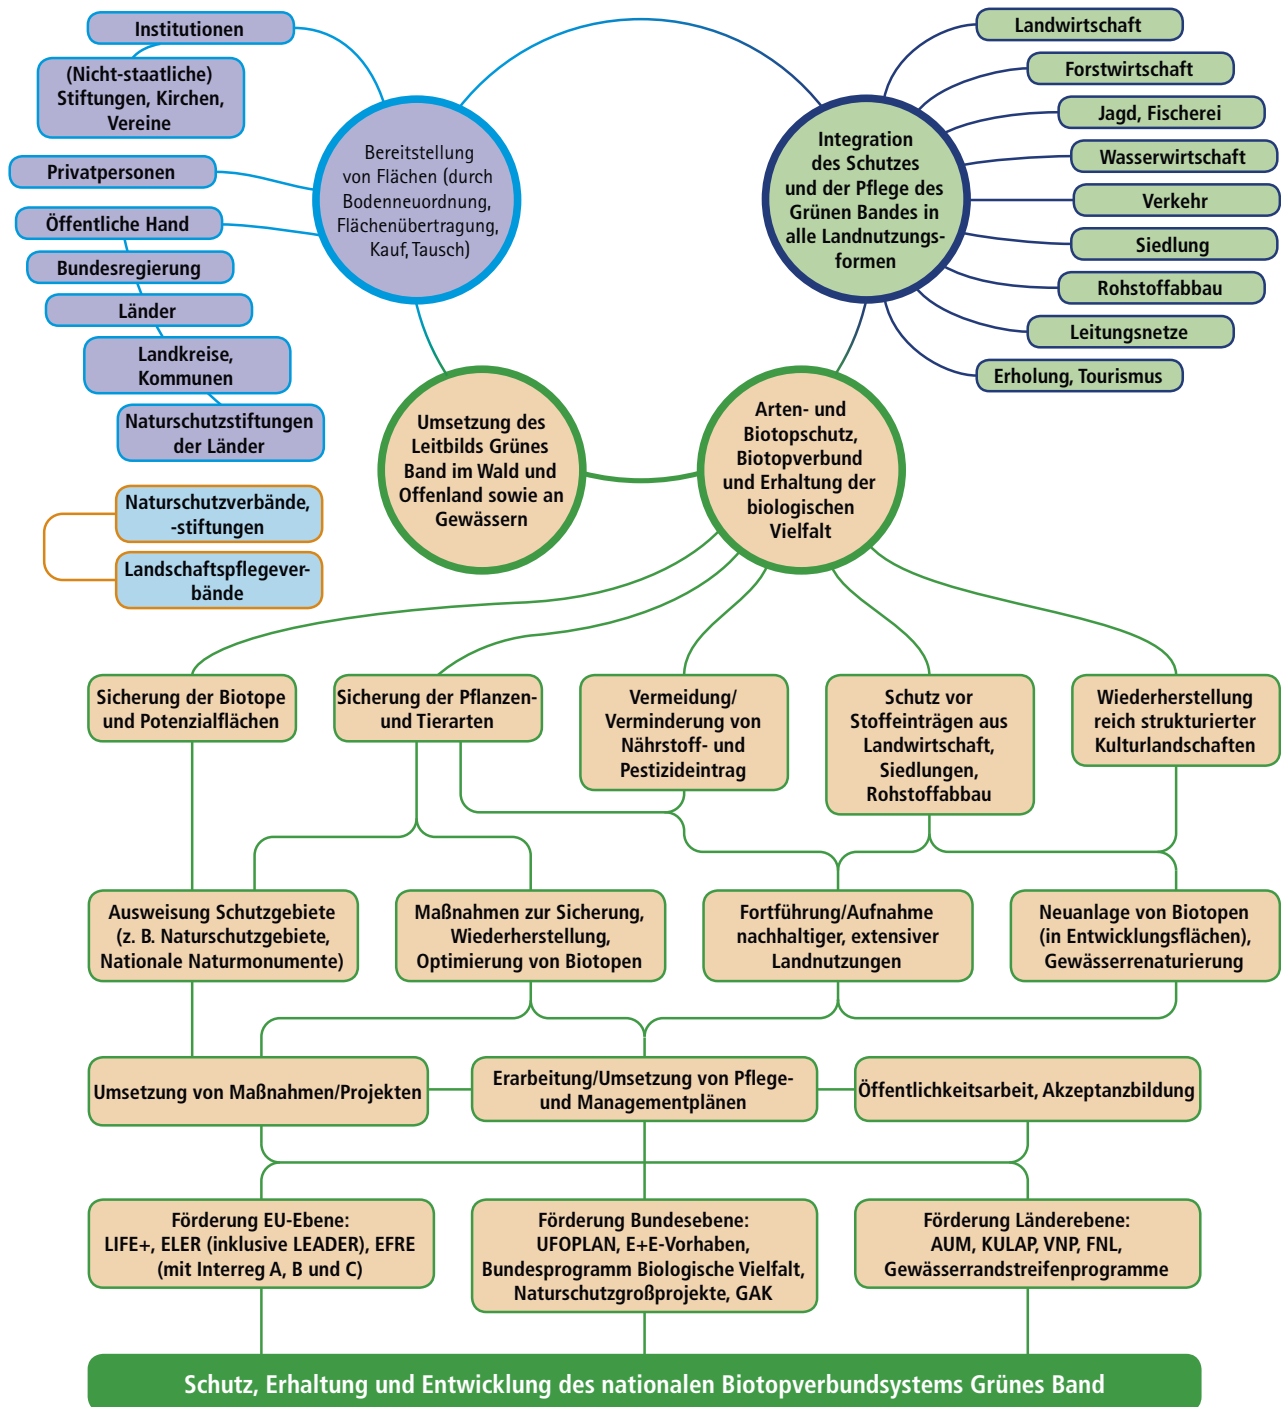 Institutionen
(Nicht-staatliche)
Stiftungen, Kirchen,
Vereine
Privatpersonen
Öffentliche Hand
Bundesregierung
Länder
Landkreise,
Kommunen
Naturschutzstiftungen
der Länder
Naturschutzverbände,
-stiftungen
Landschaftspflegever-
bände
Bereitstellung
von Flächen (durch
Bodenneuordnung,
Flächenübertragung,
Kauf, Tausch)
Integration
des Schutzes
und der Pflege des
Grünen Bandes in
alle Landnutzungs-
formen
Landwirtschaft
Forstwirtschaft
Jagd, Fischerei
Wasserwirtschaft
Verkehr
Siedlung
Rohstoffabbau
Leitungsnetze
Erholung, Tourismus
Umsetzung des
Leitbilds Grünes
Band im Wald und
Offenland sowie an
Gewässern
Arten- und
Biotopschutz,
Biotopverbund
und Erhaltung der
biologischen
Vielfalt
Sicherung der Biotope
und Potenzialflächen
Sicherung der Pflanzen-
und Tierarten
Vermeidung/
Verminderung von
Nährstoff- und
Pestizideintrag
Schutz vor
Stoffeinträgen aus
Landwirtschaft,
Siedlungen,
Rohstoffabbau
Wiederherstellung
reich strukturierter
Kulturlandschaften
Ausweisung Schutzgebiete
(z. B. Naturschutzgebiete,
Nationale Naturmonumente)
Maßnahmen zur Sicherung,
Wiederherstellung,
Optimierung von Biotopen
Fortführung/Aufnahme
nachhaltiger, extensiver
Landnutzungen
Neuanlage von Biotopen
(in Entwicklungsflächen),
Gewässerrenaturierung
Umsetzung von Maßnahmen/Projekten
Erarbeitung/Umsetzung von Pflege-
und Managementplänen
Öffentlichkeitsarbeit, Akzeptanzbildung
Förderung EU-Ebene:
LIFE+, ELER (inklusive LEADER), EFRE
(mit Interreg A, B und C)
Förderung Bundesebene:
UFOPLAN, E+E-Vorhaben,
Bundesprogramm Biologische Vielfalt,
Naturschutzgroßprojekte, GAK
Förderung Länderebene:
AUM, KULAP, VNP, FNL,
Gewässerrandstreifenprogramme
Schutz, Erhaltung und Entwicklung des nationalen Biotopverbundsystems Grünes Band